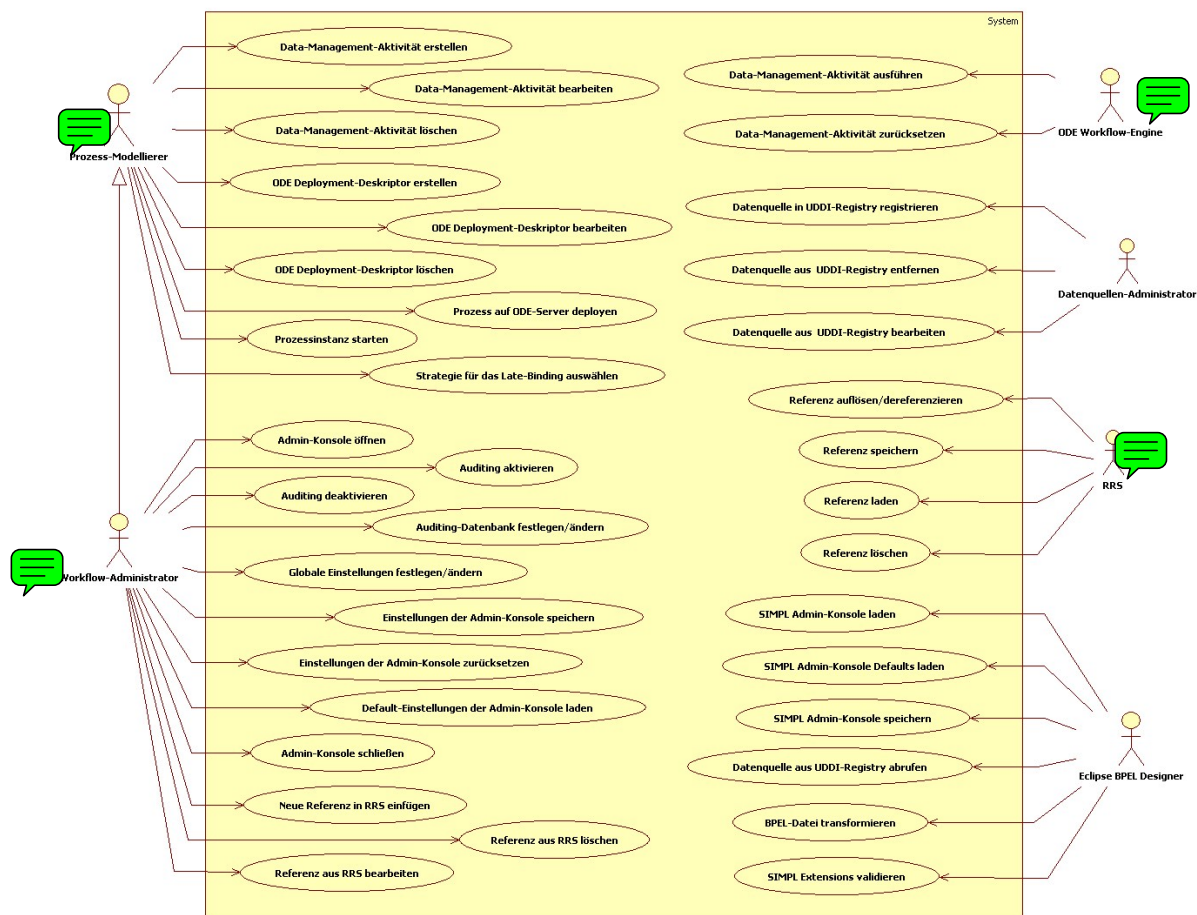 System
Data-Management-Aktivität erstellen
Data-Management-Aktivität bearbeiten
Data-Management-Aktivität löschen
Prozess-Modellierer
ODE Deployment-Deskriptor erstellen
ODE Deployment-Deskriptor bearbeiten
ODE Deployment-Deskriptor löschen
Prozess auf ODE-Server deployen
Prozessinstanz starten
Strategie für das Late-Binding auswählen
Admin-Konsole öffnen
Auditing aktivieren
Auditing deaktivieren
Auditing-Datenbank festlegen/ändern
Workflow-Administrator
Globale Einstellungen festlegen/ändern
Einstellungen der Admin-Konsole speichern
Einstellungen der Admin-Konsole zurücksetzen
Default-Einstellungen der Admin-Konsole laden
Admin-Konsole schließen
Neue Referenz in RRS einfügen
Referenz aus RRS löschen
Referenz aus RRS bearbeiten
Data-Management-Aktivität ausführen
Data-Management-Aktivität zurücksetzen
ODE Workflow-Engine
Datenquelle in UDDI-Registry registrieren
Datenquelle aus UDDI-Registry entfernen
Datenquelle aus UDDI-Registry bearbeiten
Datenquellen-Administrator
Referenz auflösen/dereferenzieren
Referenz speichern
Referenz laden
Referenz löschen
RRS
SIMPL Admin-Konsole laden
SIMPL Admin-Konsole Defaults laden
SIMPL Admin-Konsole speichern
Datenquelle aus UDDI-Registry abrufen
BPEL-Datei transformieren
SIMPL Extensions validieren
Eclipse BPEL Designer